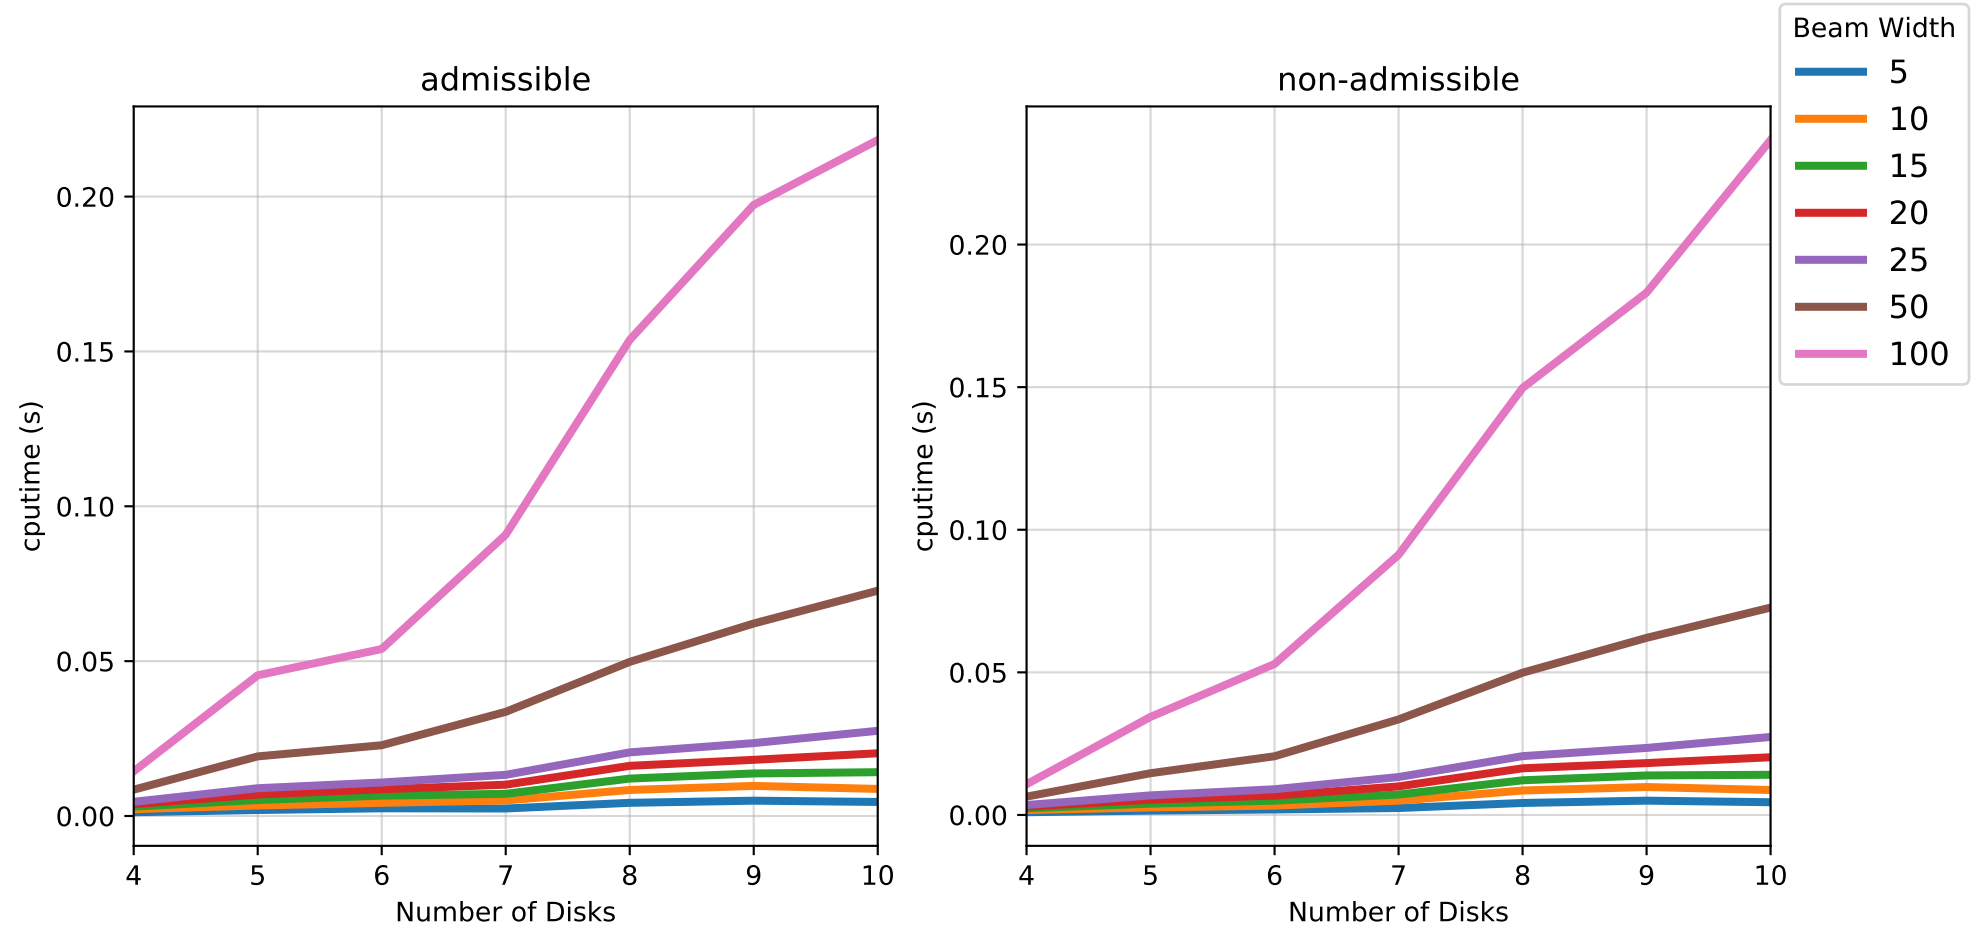 admissible
0.20
0.15
0.10
0.05
0.00
cputime (s)
4 5 6 7 8 9 10
Number of Disks
non-admissible
0.20
0.15
0.10
0.05
0.00
cputime (s)
4 5 6 7 8 9 10
Number of Disks
Beam Width
5
10
15
20
25
50
100